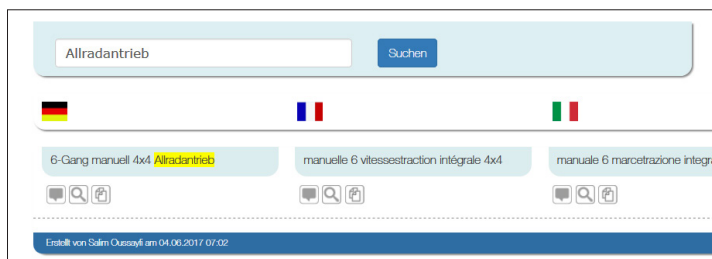 Allradantrieb
Suchen
6-Gang manuell 4x4 Allradantrieb
manuelle 6 vitessestraction intégrale 4x4
manuale 6 marcetrazione integra
Erstellt von Salim Oussayfi am 04.06.2017 07:02